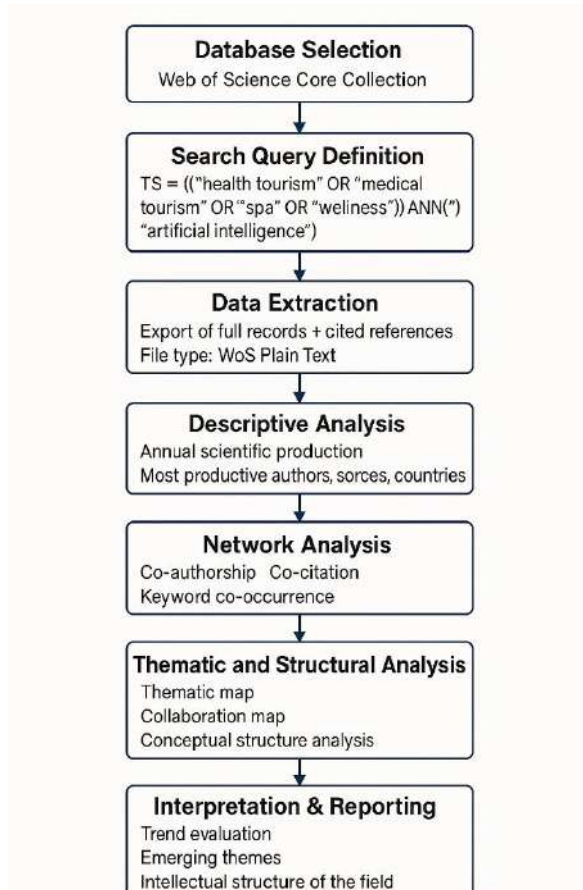 Database Selection
Web of Science Core Collection
Search Query Definition
TS = (("health tourism" OR "medical
tourism" OR "spa" OR "weliness")) ANN(")
"artificial intelligence")
Data Extraction
Export of full records + cited references
File type: WoS Plain Text
Descriptive Analysis
Annual scientific production
Most productive authors, sorces, countries
Network Analysis
Co-authorship Co-citation
Keyword co-occurrence
Thematic and Structural Analysis
Thematic map
Collaboration map
Conceptual structure analysis
Interpretation & Reporting
Trend evaluation
Emerging themes
Intellectual structure of the field